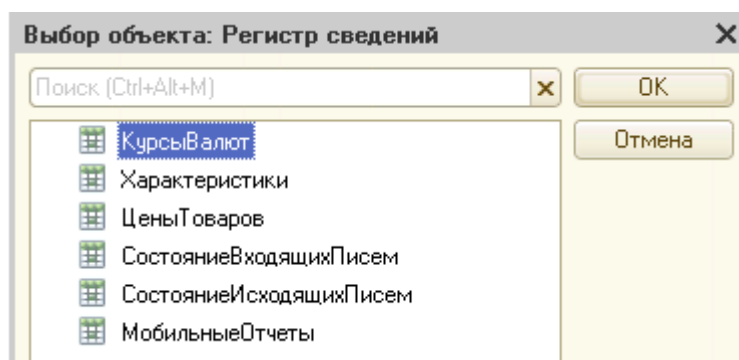 Выбор объекта: Регистр сведений
Поиск (Ctrl+Alt+M)
OK
КурсыВалют
Отмена
Характеристики
ЦеныТоваров
СостояниеВходящихПисем
СостояниеИсходящихПисем
МобильныеОтчеты